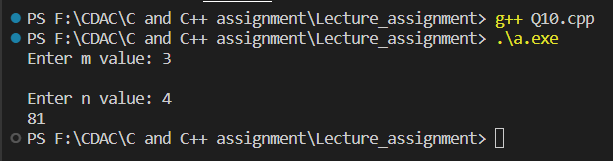 PS F:\CDAC\C and C++ assignment\Lecture_assignment> g++ Q10.cpp
PS F:\CDAC\C and C++ assignment\Lecture_assignment> .\a.exe
Enter m value: 3
Enter n value: 4
81
PS F:\CDAC\C and C++ assignment\Lecture_assignment>